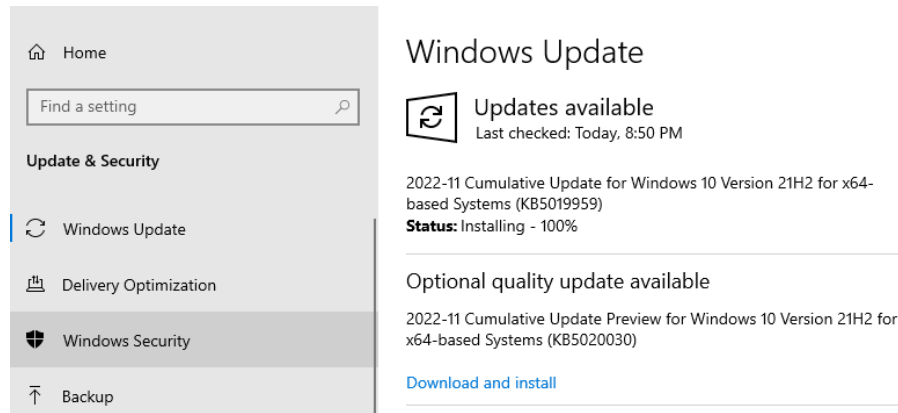 Home
Find a setting
Update & Security
Windows Update
Delivery Optimization
Windows Security
Backup
Windows Update
Updates available
Last checked: Today, 8:50 PM
2022-11 Cumulative Update for Windows 10 Version 21H2 for x64-
based Systems (KB5019959)
Status: Installing - 100%
Optional quality update available
2022-11 Cumulative Update Preview for Windows 10 Version 21H2 for
x64-based Systems (KB5020030)
Download and install